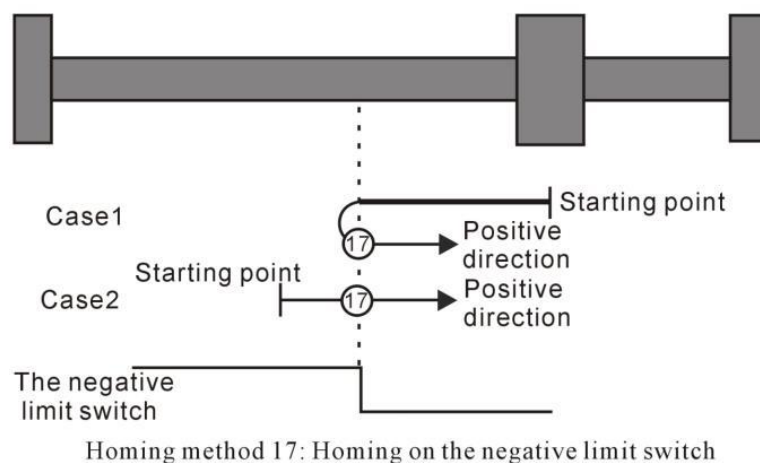 Case1
Starting point
17
Positive
direction
Starting point
Case2
17
Positive
direction
The negative
limit switch
Homing method 17: Homing on the negative limit switch